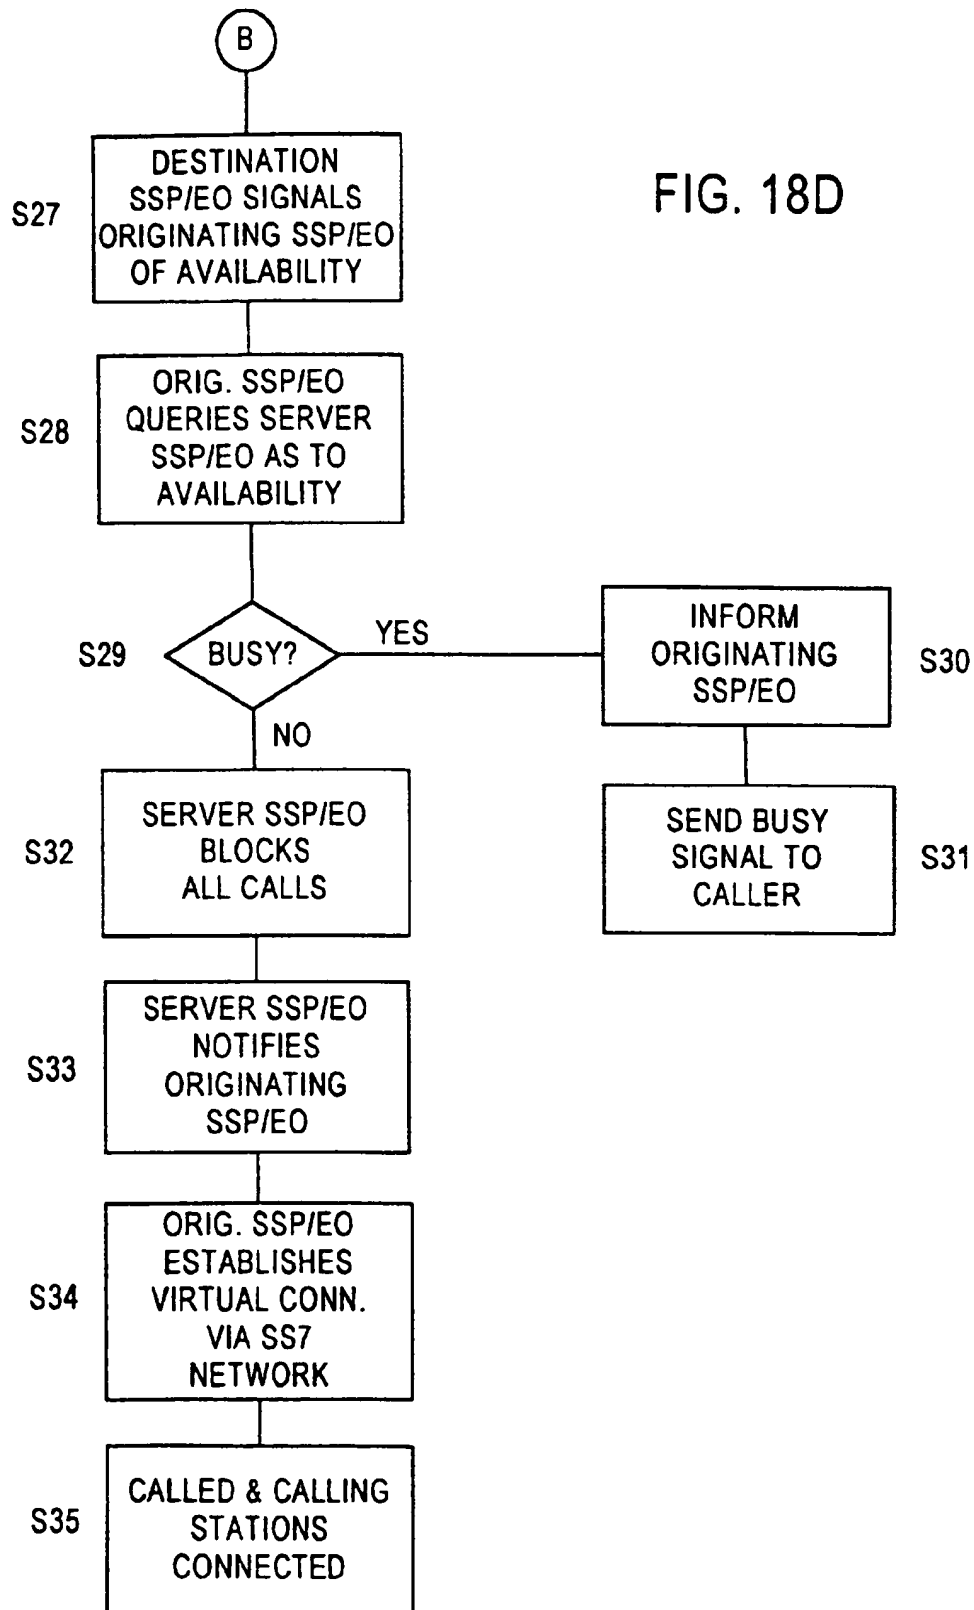 B
FIG. 18D
S27
DESTINATION
SSP/EO SIGNALS
ORIGINATING SSP/EO
OF AVAILABILITY
S28
ORIG. SSP/EO
QUERIES SERVER
SSP/EO AS TO
AVAILABILITY
S29
BUSY?
YES
NO
INFORM
ORIGINATING
SSP/EO
S30
SEND BUSY
SIGNAL TO
CALLER
S31
S32
SERVER SSP/EO
BLOCKS
ALL CALLS
S33
SERVER SSP/EO
NOTIFIES
ORIGINATING
SSP/EO
S34
ORIG. SSP/EO
ESTABLISHES
VIRTUAL CONN.
VIA SS7
NETWORK
S35
CALLED & CALLING
STATIONS
CONNECTED